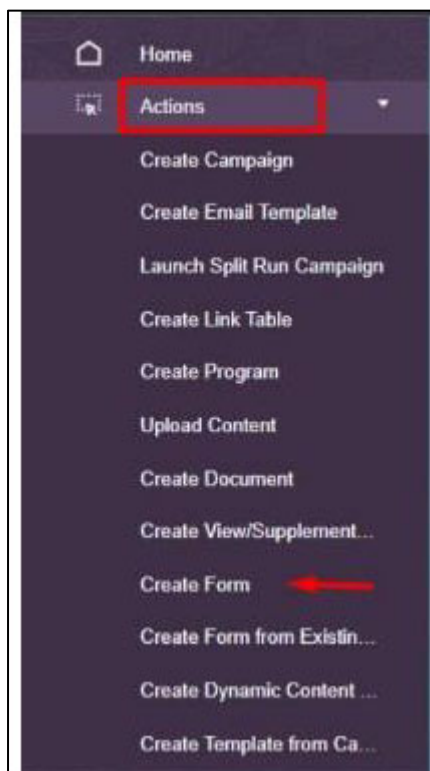 Home
Actions
Create Campaign
Create Email Template
Launch Split Run Campaign
Create Link Table
Create Program
Upload Content
Create Document
Create View/Supplement...
Create Form
Create Form from Existin...
Create Dynamic Content ...
Create Template from Ca...